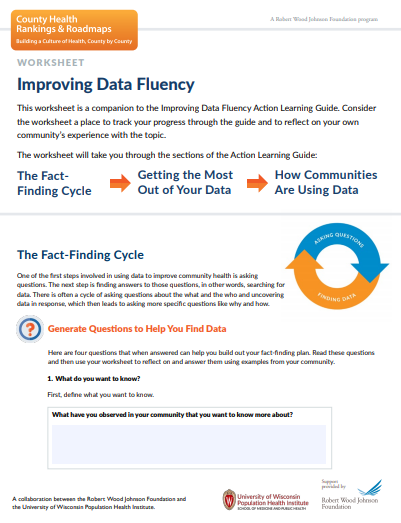 County Health
Rankings & Roadmaps
Building a Culture of Health, County by County
A Robert Wood Johnson Foundation program
WORKSHEET
Improving Data Fluency
This worksheet is a companion to the Improving Data Fluency Action Learning Guide. Consider
the worksheet a place to track your progress through the guide and to reflect on your own
community's experience with the topic.
The worksheet will take you through the sections of the Action Learning Guide:
The Fact-
Finding Cycle
Getting the Most
Out of Your Data
How Communities
Are Using Data
The Fact-Finding Cycle
One of the first steps involved in using data to improve community health is asking
questions. The next step is finding answers to those questions, in other words, searching for
data. There is often a cycle of asking questions about the what and the who and uncovering
data in response, which then leads to asking more specific questions like why and how.
ASKING QUESTIONS
FINDING DATA
?
Generate Questions to Help You Find Data
Here are four questions that when answered can help you build out your fact-finding plan. Read these questions
and then use your worksheet to reflect on and answer them using examples from your community.
1. What do you want to know?
First, define what you want to know.
What have you observed in your community that you want to know more about?
A collaboration between the Robert Wood Johnson Foundation and
the University of Wisconsin Population Health Institute.
University of Wisconsin
Population Health Institute
SCHOOL OF MEDICINE AND PUBLIC HEALTH
Support
provided by
Robert Wood Johnson
Foundation